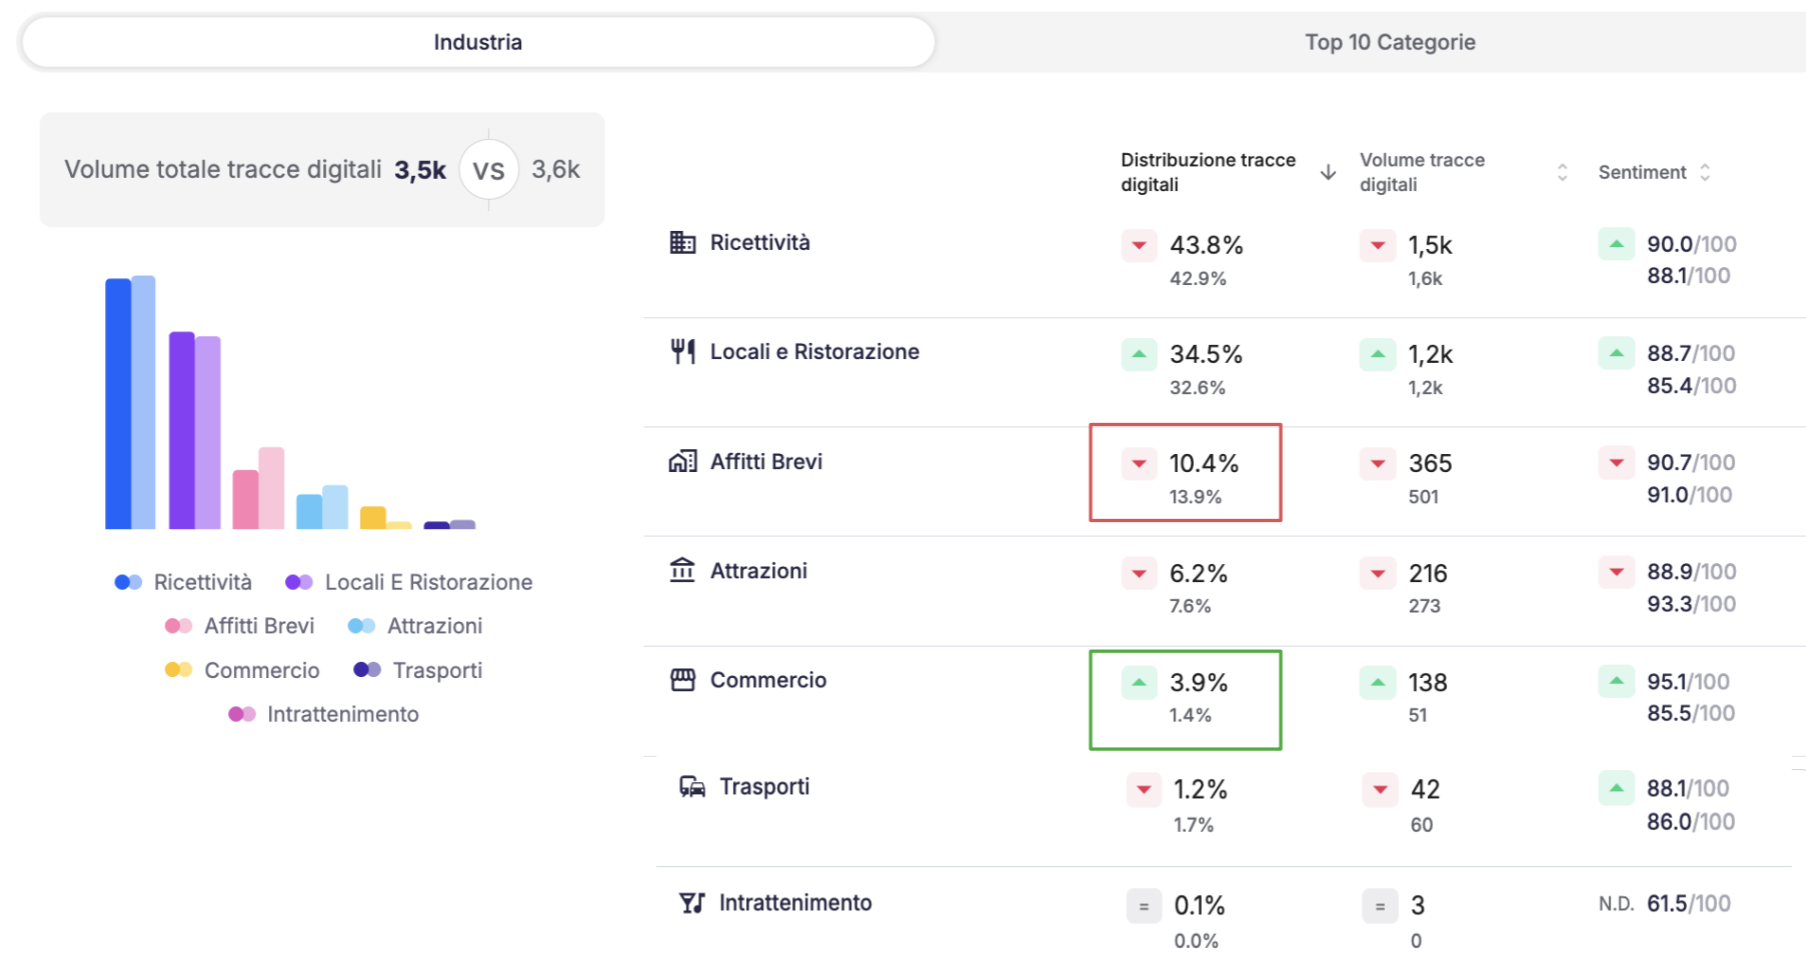 Industria
Top 10 Categorie
Volume totale tracce digitali 3,5k VS 3,6k
Ricettività
Locali E Ristorazione
Affitti Brevi
Attrazioni
Commercio
Trasporti
Intrattenimento
Distribuzione tracce
digitali
Volume tracce
digitali
Sentiment
Ricettività
43.8%
42.9%
1,5k
1,6k
90.0/100
88.1/100
Locali e Ristorazione
34.5%
32.6%
1,2k
1,2k
88.7/100
85.4/100
Affitti Brevi
10.4%
13.9%
365
501
90.7/100
91.0/100
Attrazioni
6.2%
7.6%
216
273
88.9/100
93.3/100
Commercio
3.9%
1.4%
138
51
95.1/100
85.5/100
Trasporti
1.2%
1.7%
42
60
88.1/100
86.0/100
Intrattenimento
= 0.1%
0.0%
= 3
0
N.D. 61.5/100